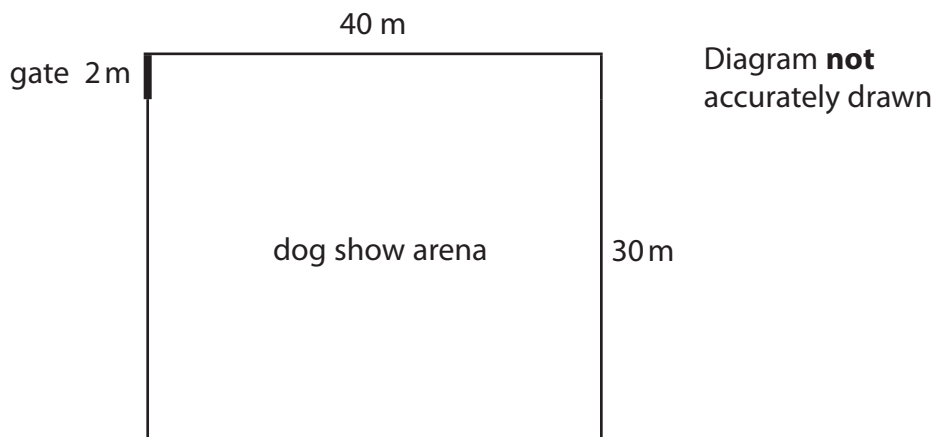 40 m
gate 2 m
Diagram not
accurately drawn
dog show arena
30 m